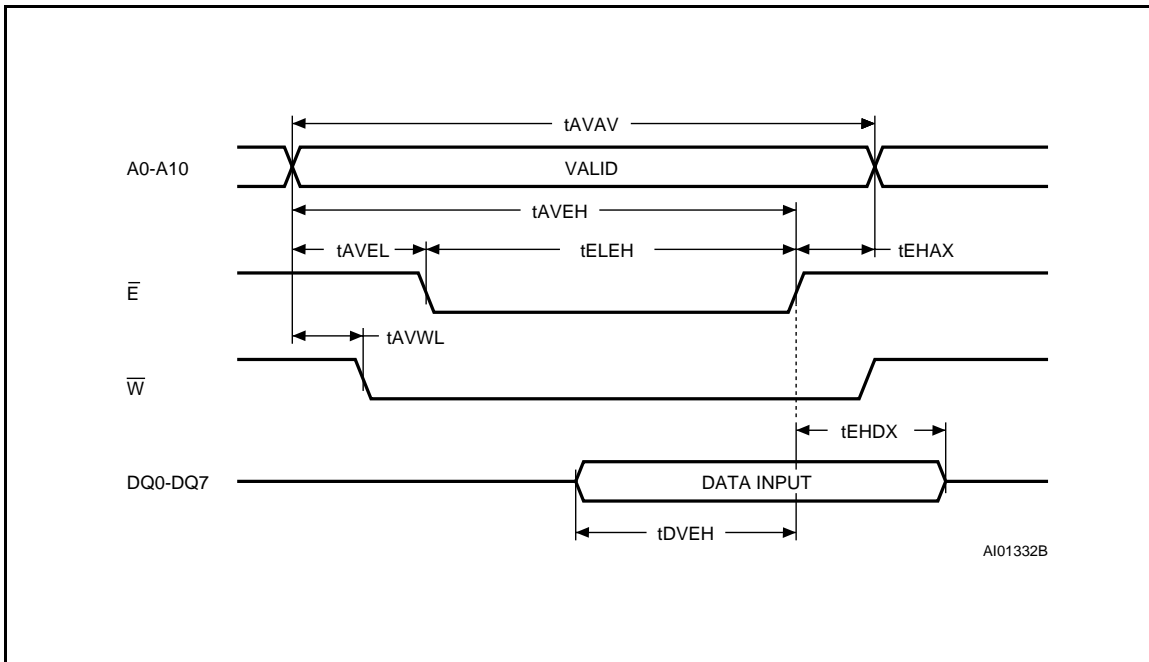 tAVAV
A0-A10 VALID
tAVEH
tAVEL tELEH tEHAX
E̅
tAVWL
W̅
tEHDX
DQ0-DQ7 DATA INPUT
tDVEH
AI01332B